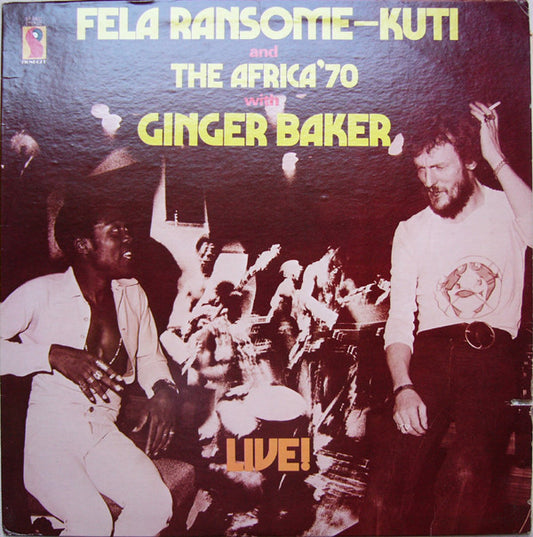 FELA RANSOME-KUTI
and
THE AFRICA'70
with
GINGER BAKER
LIVE!